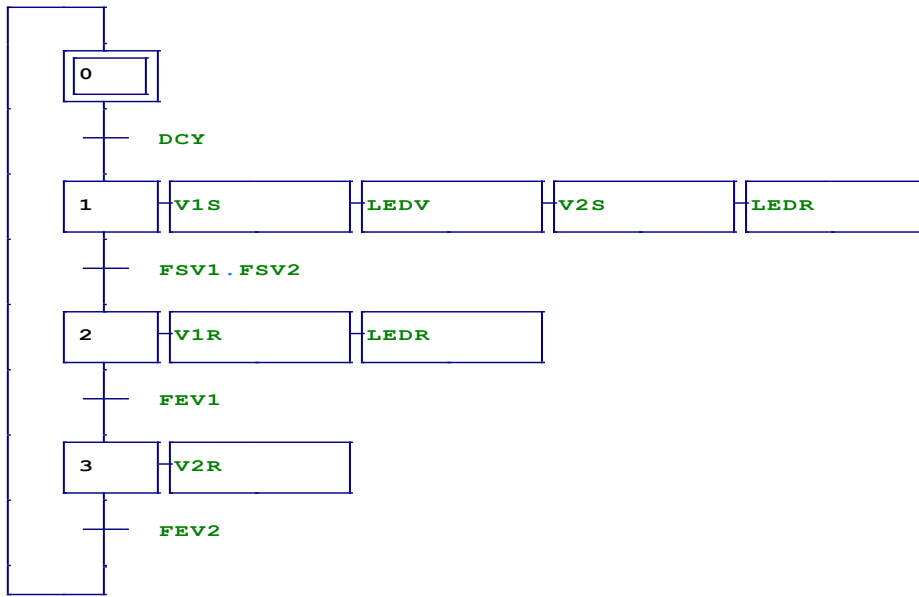 0
DCY
1 V1S LEDV V2S LEDR
FSV1.FSV2
2 V1R LEDR
FEV1
3 V2R
FEV2